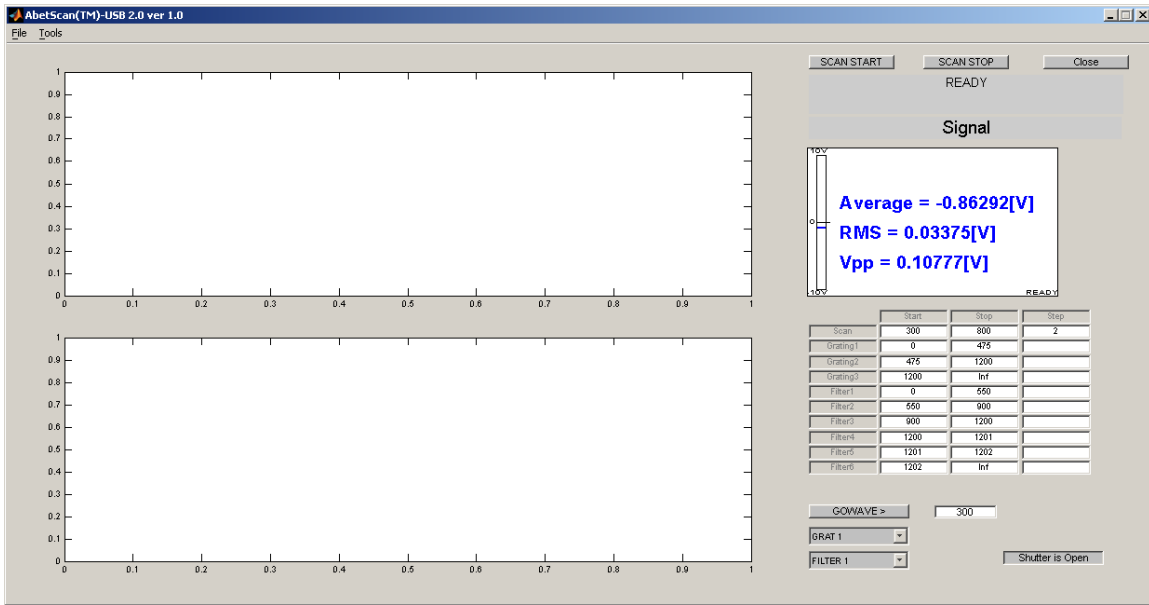 AbetScan(TM)-USB 2.0 ver 1.0
File Tools
SCAN START SCAN STOP Close
READY
Signal
10V
Average = -0.86292[V]
0
RMS = 0.03375[V]
Vpp = 0.10777[V]
-10V READY
1
0.9
0.8
0.7
0.6
0.5
0.4
0.3
0.2
0.1
0
0 0.1 0.2 0.3 0.4 0.5 0.6 0.7 0.8 0.9 1
1
0.9
0.8
0.7
0.6
0.5
0.4
0.3
0.2
0.1
0
0 0.1 0.2 0.3 0.4 0.5 0.6 0.7 0.8 0.9 1
Start Stop Step
Scan 300 800 2
Grating1 0 475
Grating2 475 1200
Grating3 1200 Inf
Filter1 0 550
Filter2 550 900
Filter3 900 1200
Filter4 1200 1201
Filter5 1201 1202
Filter6 1202 Inf
GOWAVE > 300
GRAT 1
FILTER 1
Shutter is Open